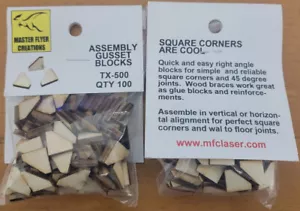 MASTER FLYER
CREATIONS
ASSEMBLY
GUSSET
BLOCKS
TX-500
QTY 100
SQUARE CORNERS
ARE COOL
Quick and easy right angle
blocks for simple and reliable
square corners and 45 degree
joints. Wood braces work great
as glue blocks and reinforce-
ments.
Assemble in vertical or horizon-
tal alignment for perfect square
corners and wal to floor joints.
www.mfclaser.com